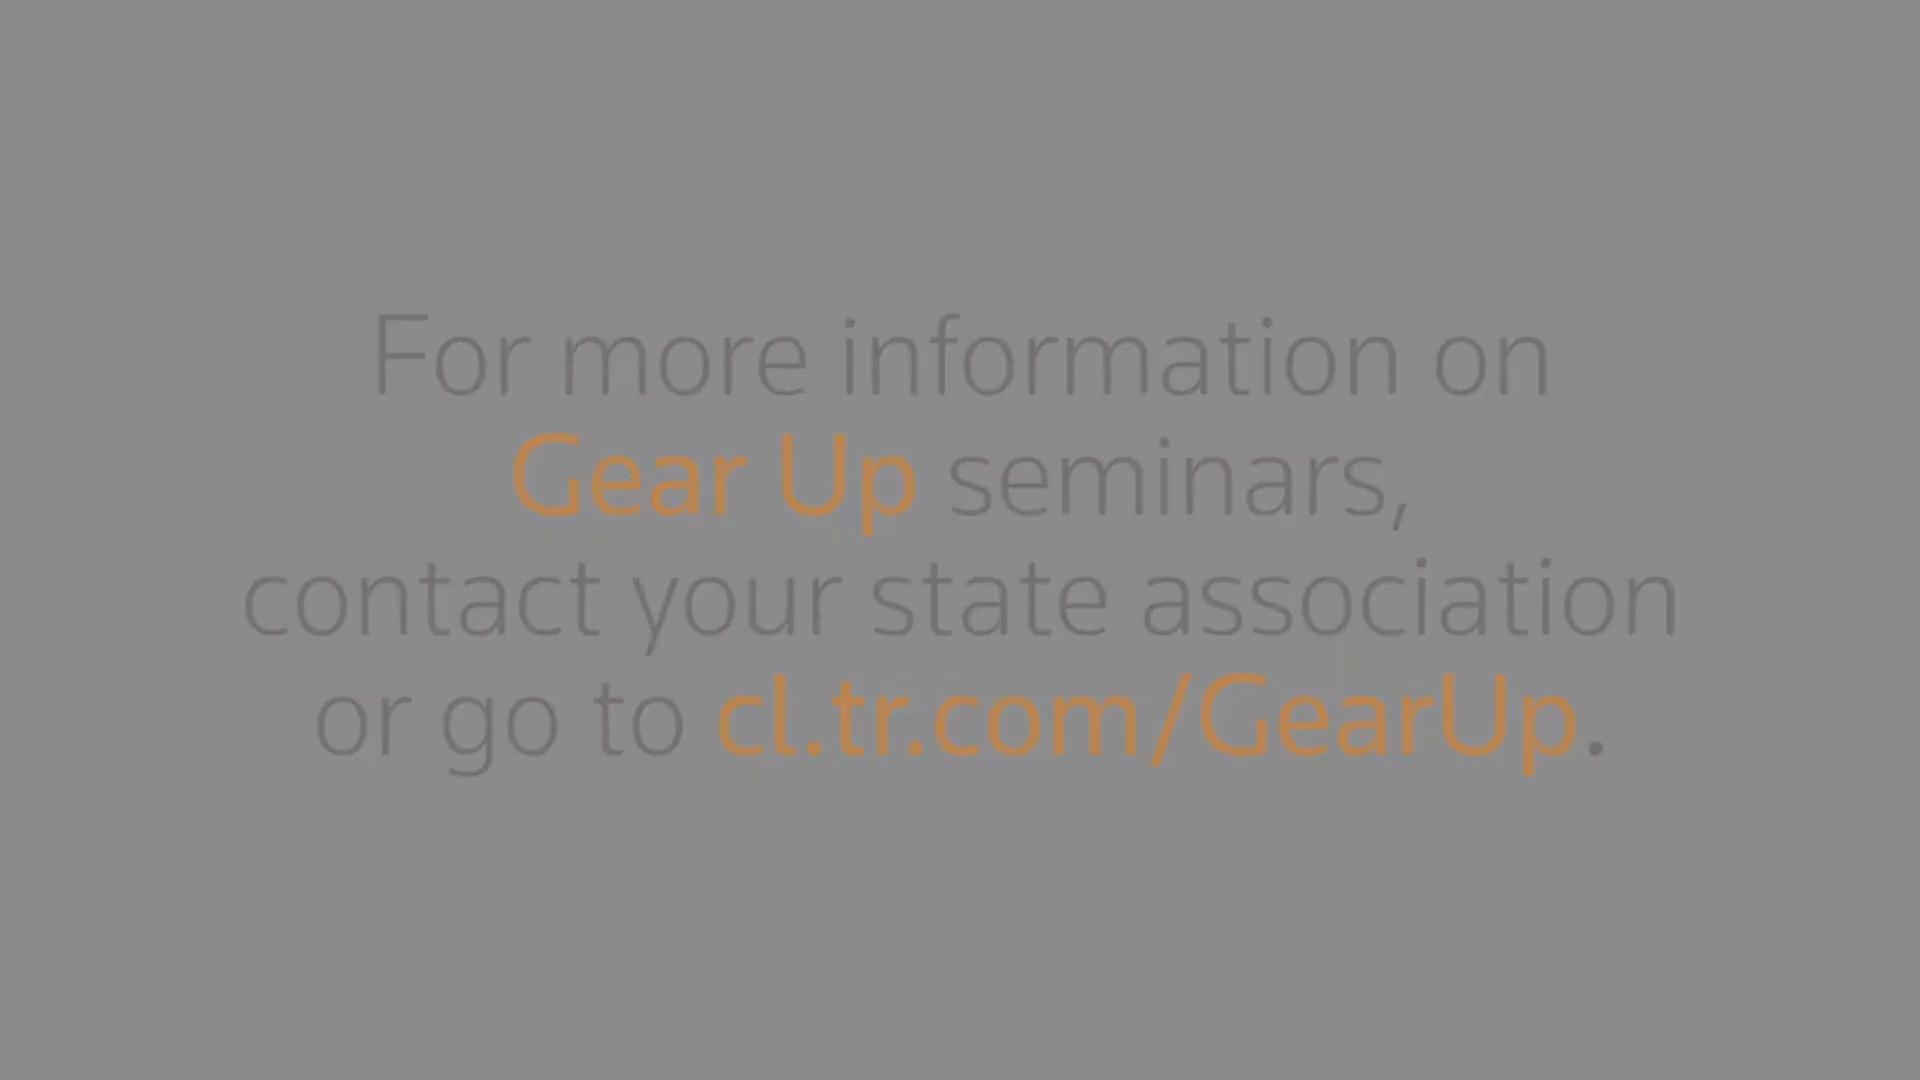 For more information on
Gear Up seminars,
contact your state association
or go to cl.tr.com/GearUp.